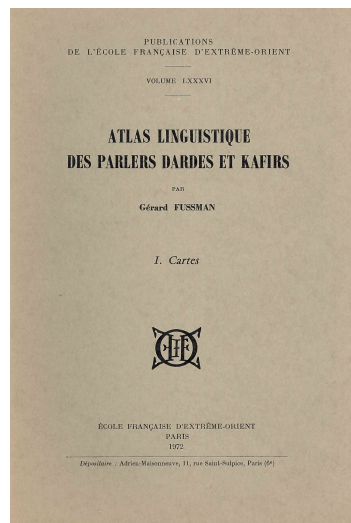 PUBLICATIONS
DE L'ÉCOLE FRANÇAISE D'EXTRÊME-ORIENT
VOLUME LXXXVI
ATLAS LINGUISTIQUE
DES PARLERS DARDES ET KAFIRS
PAR
Gérard FUSSMAN
I. Cartes
ÉCOLE FRANÇAISE D'EXTRÊME-ORIENT
PARIS
1972
Dépositaire : Adrien-Maisonneuve, 11, rue Saint-Sulpice, Paris (6e)